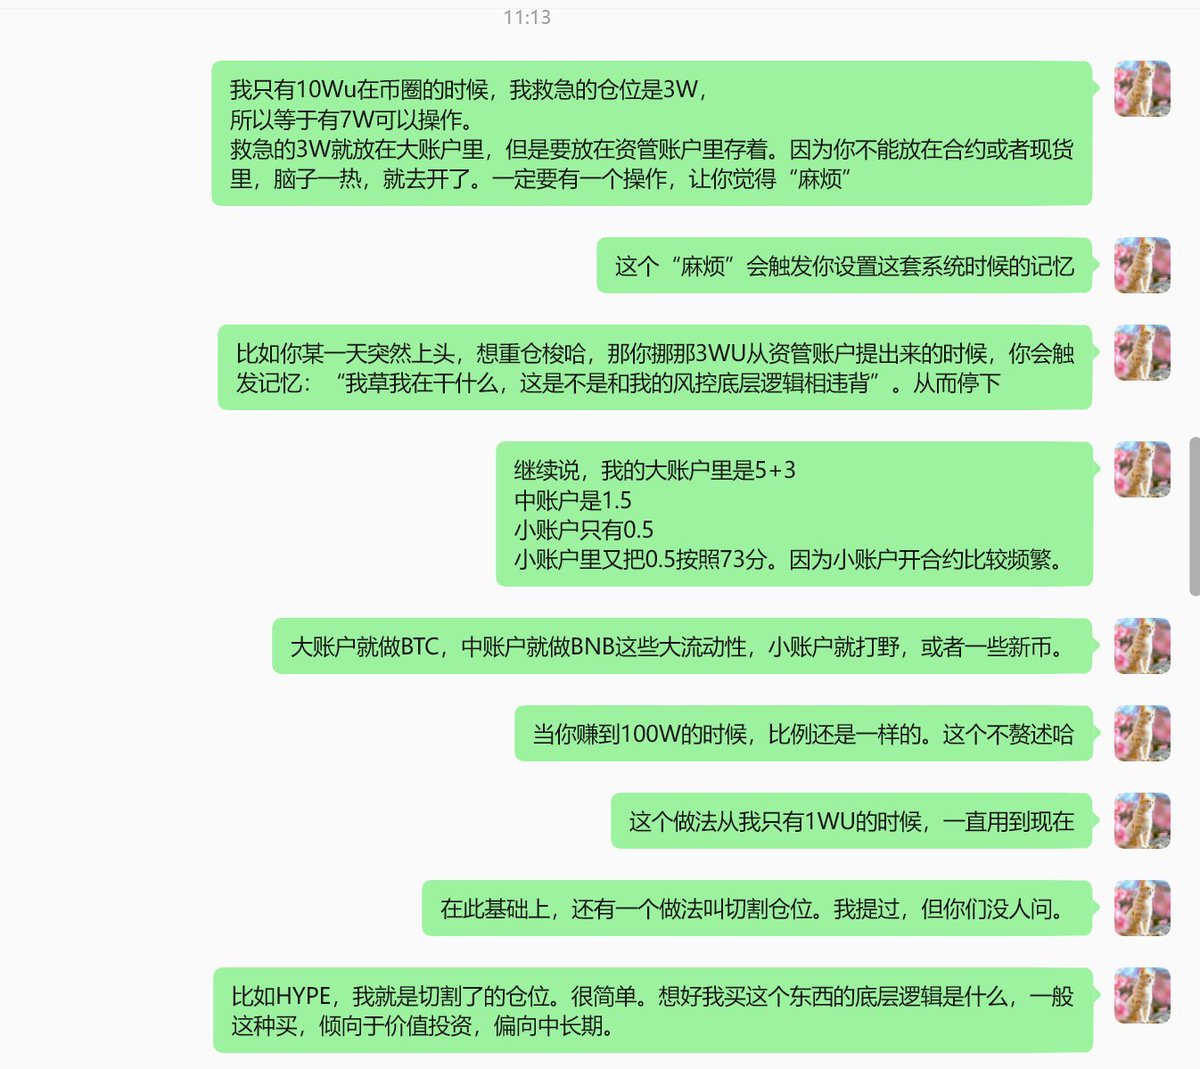 11:13
我只有10Wu在币圈的时候，我救急的仓位是3W，
所以等于有7W可以操作。
救急的3W就放在大账户里，但是要放在资管账户里存着。因为你不能放在合约或者现货
里，脑子一热，就去开了。一定要有一个操作，让你觉得“麻烦”
这个“麻烦”会触发你设置这套系统时候的记忆
比如你某一天突然上头，想重仓梭哈，那你挪那3WU从资管账户提出来的时候，你会触
发记忆：“我草我在干什么，这是不是和我的风控底层逻辑相违背”。从而停下
继续说，我的大账户里是5+3
中账户是1.5
小账户只有0.5
小账户里又把0.5按照73分。因为小账户开合约比较频繁。
大账户就做BTC，中账户就做BNB这些大流动性，小账户就打野，或者一些新币。
当你赚到100W的时候，比例还是一样的。这个不赘述哈
这个做法从我只有1WU的时候，一直用到现在
在此基础上，还有一个做法叫切割仓位。我提过，但你们没人问。
比如HYPE，我就是切割了的仓位。很简单。想好我买这个东西的底层逻辑是什么，一般
这种买，倾向于价值投资，偏向中长期。